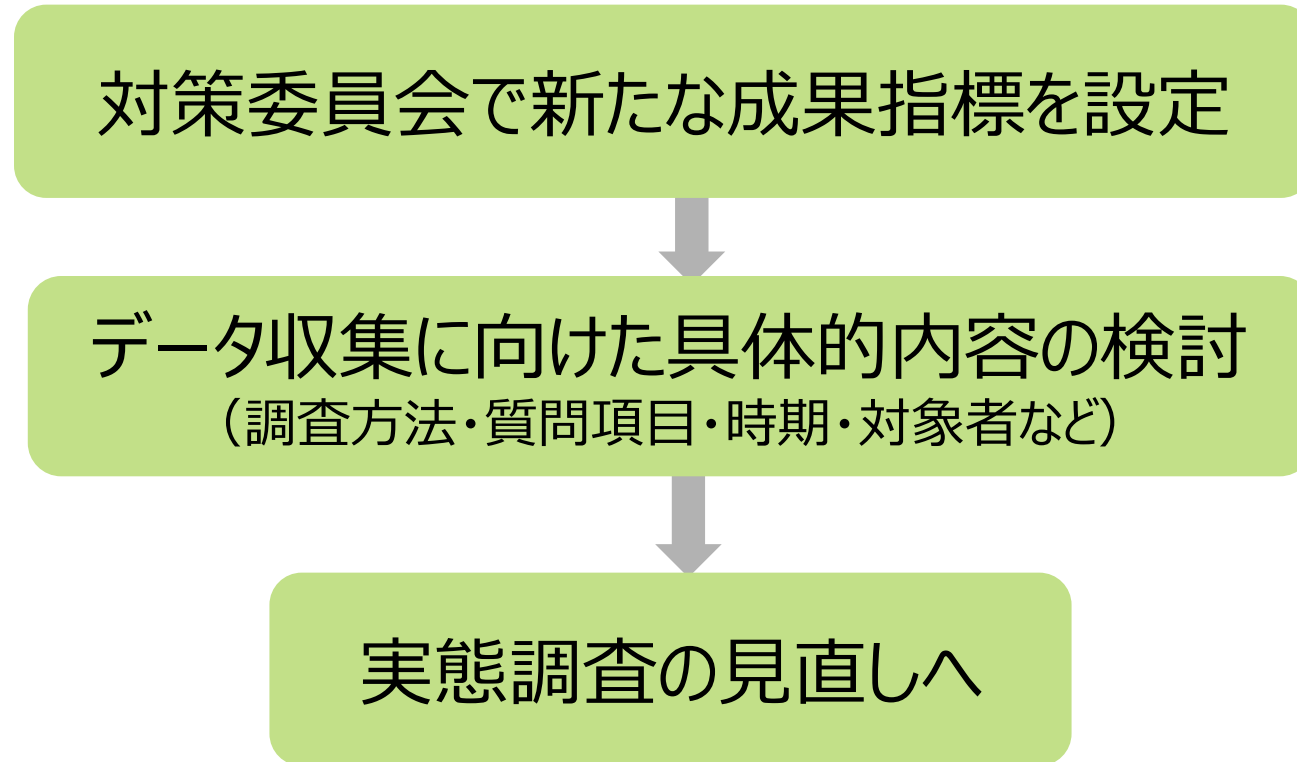 対策委員会で新たな成果指標を設定
データ収集に向けた具体的内容の検討
（調査方法・質問項目・時期・対象者など）
実態調査の見直しへ